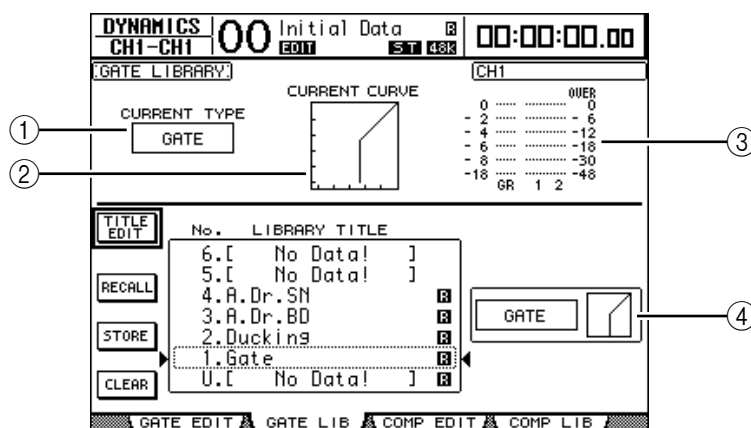 DYNAMICS
CH1-CH1
00
Initial Data R
EDIT ST 48K
00:00:00.00
GATE LIBRARY
CH1
CURRENT TYPE
GATE
CURRENT CURVE
OVER
0 0
- 2 - 6
- 4 -12
- 6 -18
- 8 -30
-18 -48
GR 1 2
1
2
3
TITLE EDIT
RECALL
STORE
CLEAR
No. LIBRARY TITLE
6.[ No Data! ]
5.[ No Data! ]
4.A.Dr.SN R
3.A.Dr.BD R
2.Ducking R
1.Gate R
U.[ No Data! ] R
GATE
4
GATE EDIT GATE LIB COMP EDIT COMP LIB